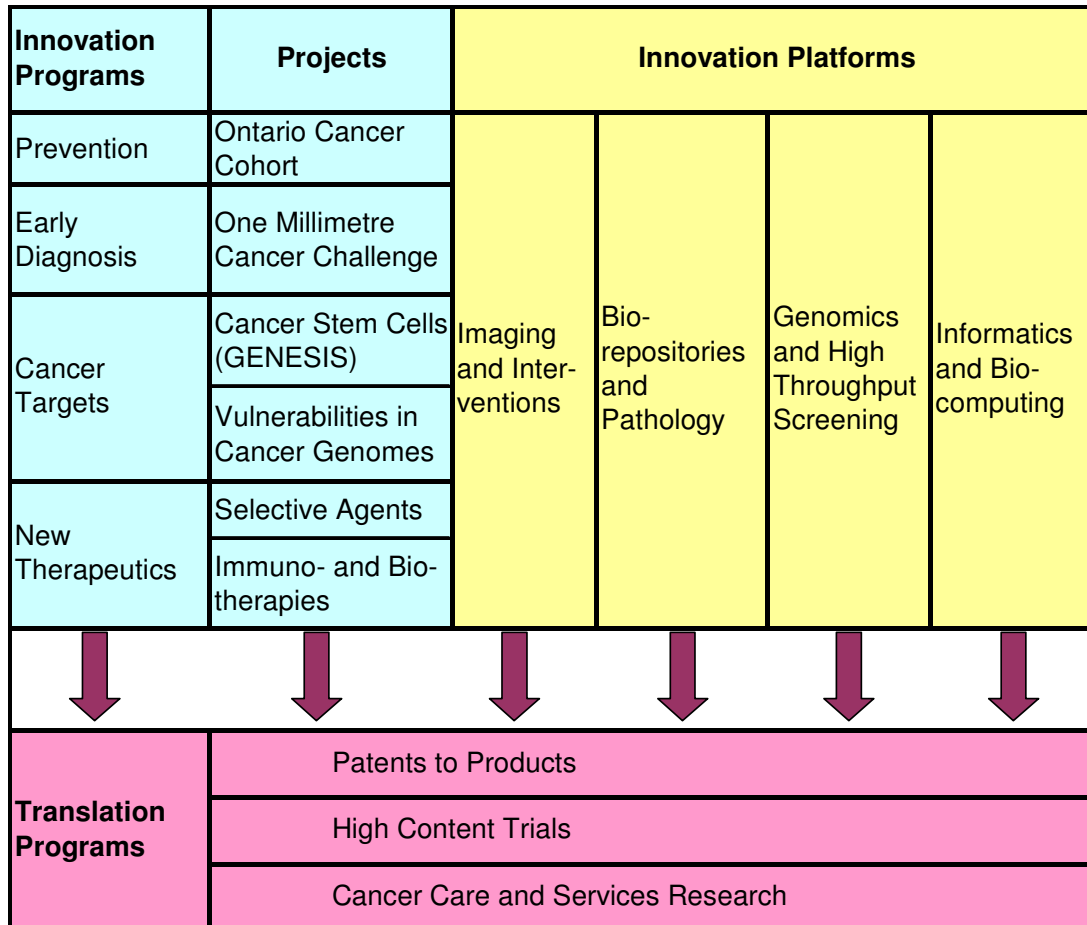 Innovation
Programs
Projects
Innovation Platforms
Prevention
Ontario Cancer
Cohort
Early
Diagnosis
One Millimetre
Cancer Challenge
Cancer
Targets
Cancer Stem Cells
(GENESIS)
Vulnerabilities in
Cancer Genomes
New
Therapeutics
Selective Agents
Immuno- and Bio-
therapies
Imaging
and Inter-
ventions
Bio-
repositories
and
Pathology
Genomics
and High
Throughput
Screening
Informatics
and Bio-
computing
Translation
Programs
Patents to Products
High Content Trials
Cancer Care and Services Research